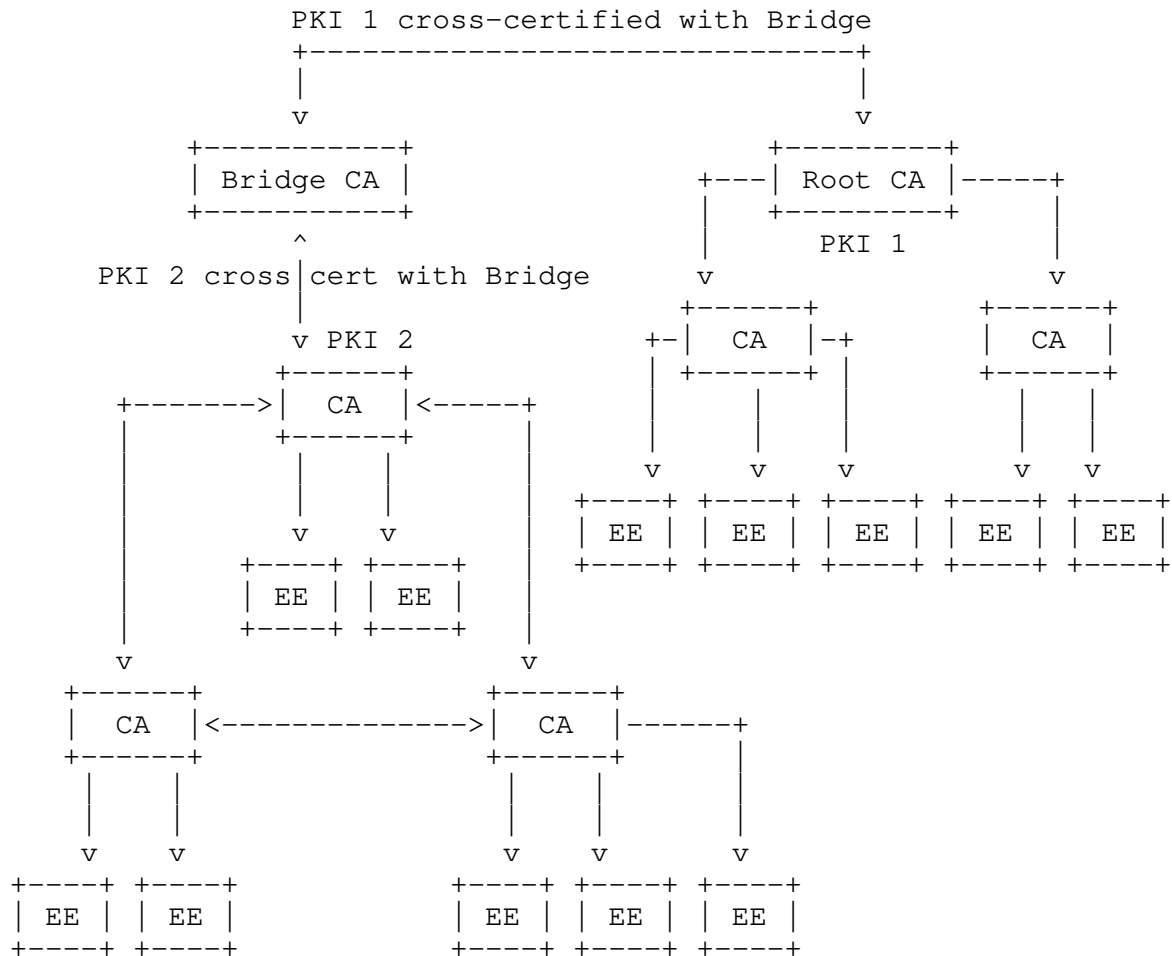 PKI 1 cross-certified with Bridge
Bridge CA
Root CA
PKI 1
PKI 2 cross cert with Bridge
PKI 2
CA CA
CA
EE EE EE EE EE
EE EE
CA CA
EE EE EE EE EE